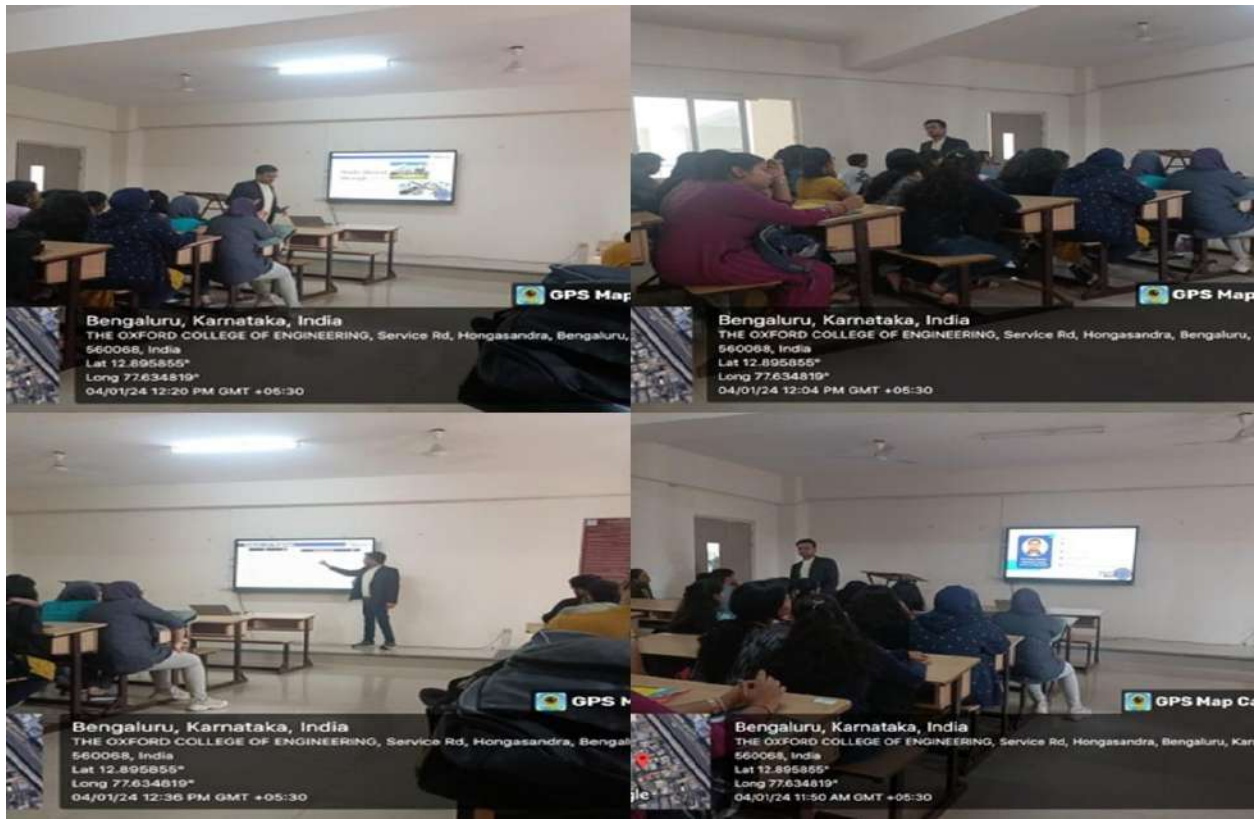 GPS Map
Bengaluru, Karnataka, India
THE OXFORD COLLEGE OF ENGINEERING, Service Rd, Hongasandra, Bengaluru,
560068, India
Lat 12.895855°
Long 77.634819°
04/01/24 12:20 PM GMT +05:30
GPS Map
Bengaluru, Karnataka, India
THE OXFORD COLLEGE OF ENGINEERING, Service Rd, Hongasandra, Bengaluru,
560068, India
Lat 12.895855°
Long 77.634819°
04/01/24 12:04 PM GMT +05:30
GPS M
Bengaluru, Karnataka, India
THE OXFORD COLLEGE OF ENGINEERING, Service Rd, Hongasandra, Bengal
560068, India
Lat 12.895855°
Long 77.634819°
04/01/24 12:36 PM GMT +05:30
GPS Map Ca
Bengaluru, Karnataka, India
THE OXFORD COLLEGE OF ENGINEERING, Service Rd, Hongasandra, Bengaluru, Kar
560068, India
Lat 12.895855°
Long 77.634819°
04/01/24 11:50 AM GMT +05:30
gle